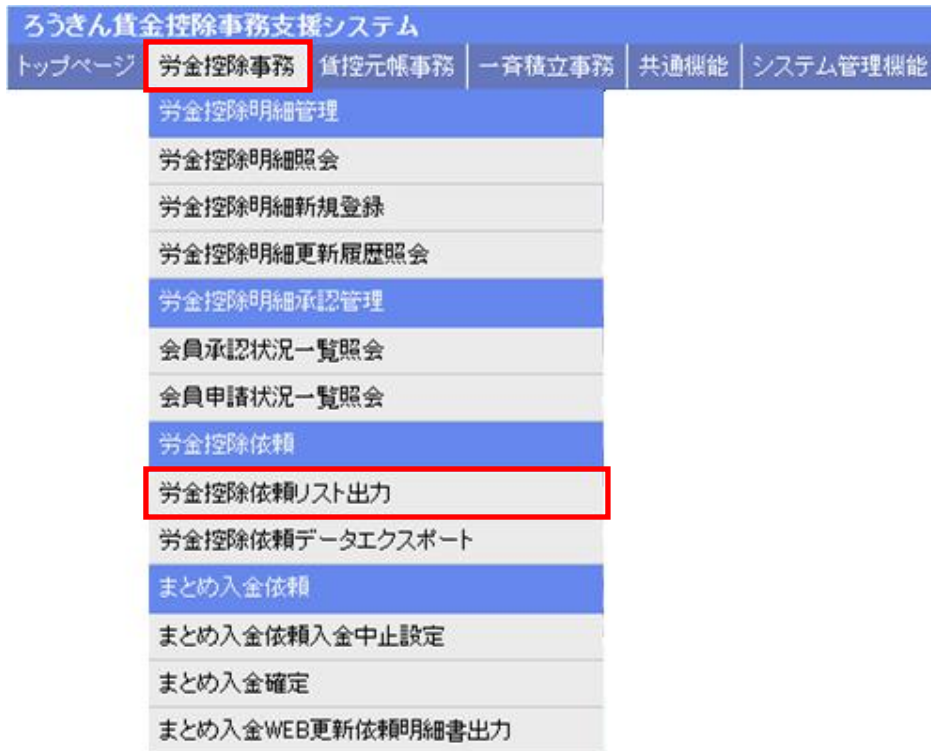 ろうきん賃金控除事務支援システム
トップページ 労金控除事務 賃控元帳事務 一斉積立事務 共通機能 システム管理機能
労金控除明細管理
労金控除明細照会
労金控除明細新規登録
労金控除明細更新履歴照会
労金控除明細承認管理
会員承認状況一覧照会
会員申請状況一覧照会
労金控除依頼
労金控除依頼リスト出力
労金控除依頼データエクスポート
まとめ入金依頼
まとめ入金依頼入金中止設定
まとめ入金確定
まとめ入金WEB更新依頼明細書出力